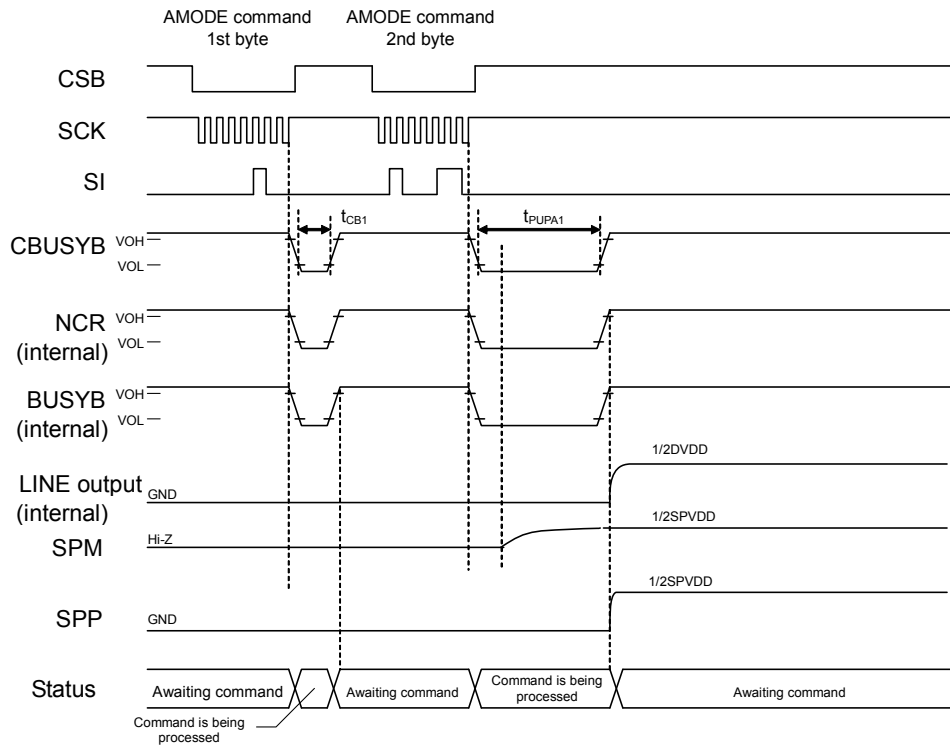 AMODE command
1st byte
AMODE command
2nd byte
CSB
SCK
SI
tCB1
tPUPA1
CBUSYB
VOH
VOL
NCR
(internal)
VOH
VOL
BUSYB
(internal)
VOH
VOL
1/2DVDD
LINE output
(internal)
GND
1/2SPVDD
SPM
Hi-Z
1/2SPVDD
SPP
GND
Status
Awaiting command
Command is being
processed
Awaiting command
Command is being
processed
Awaiting command